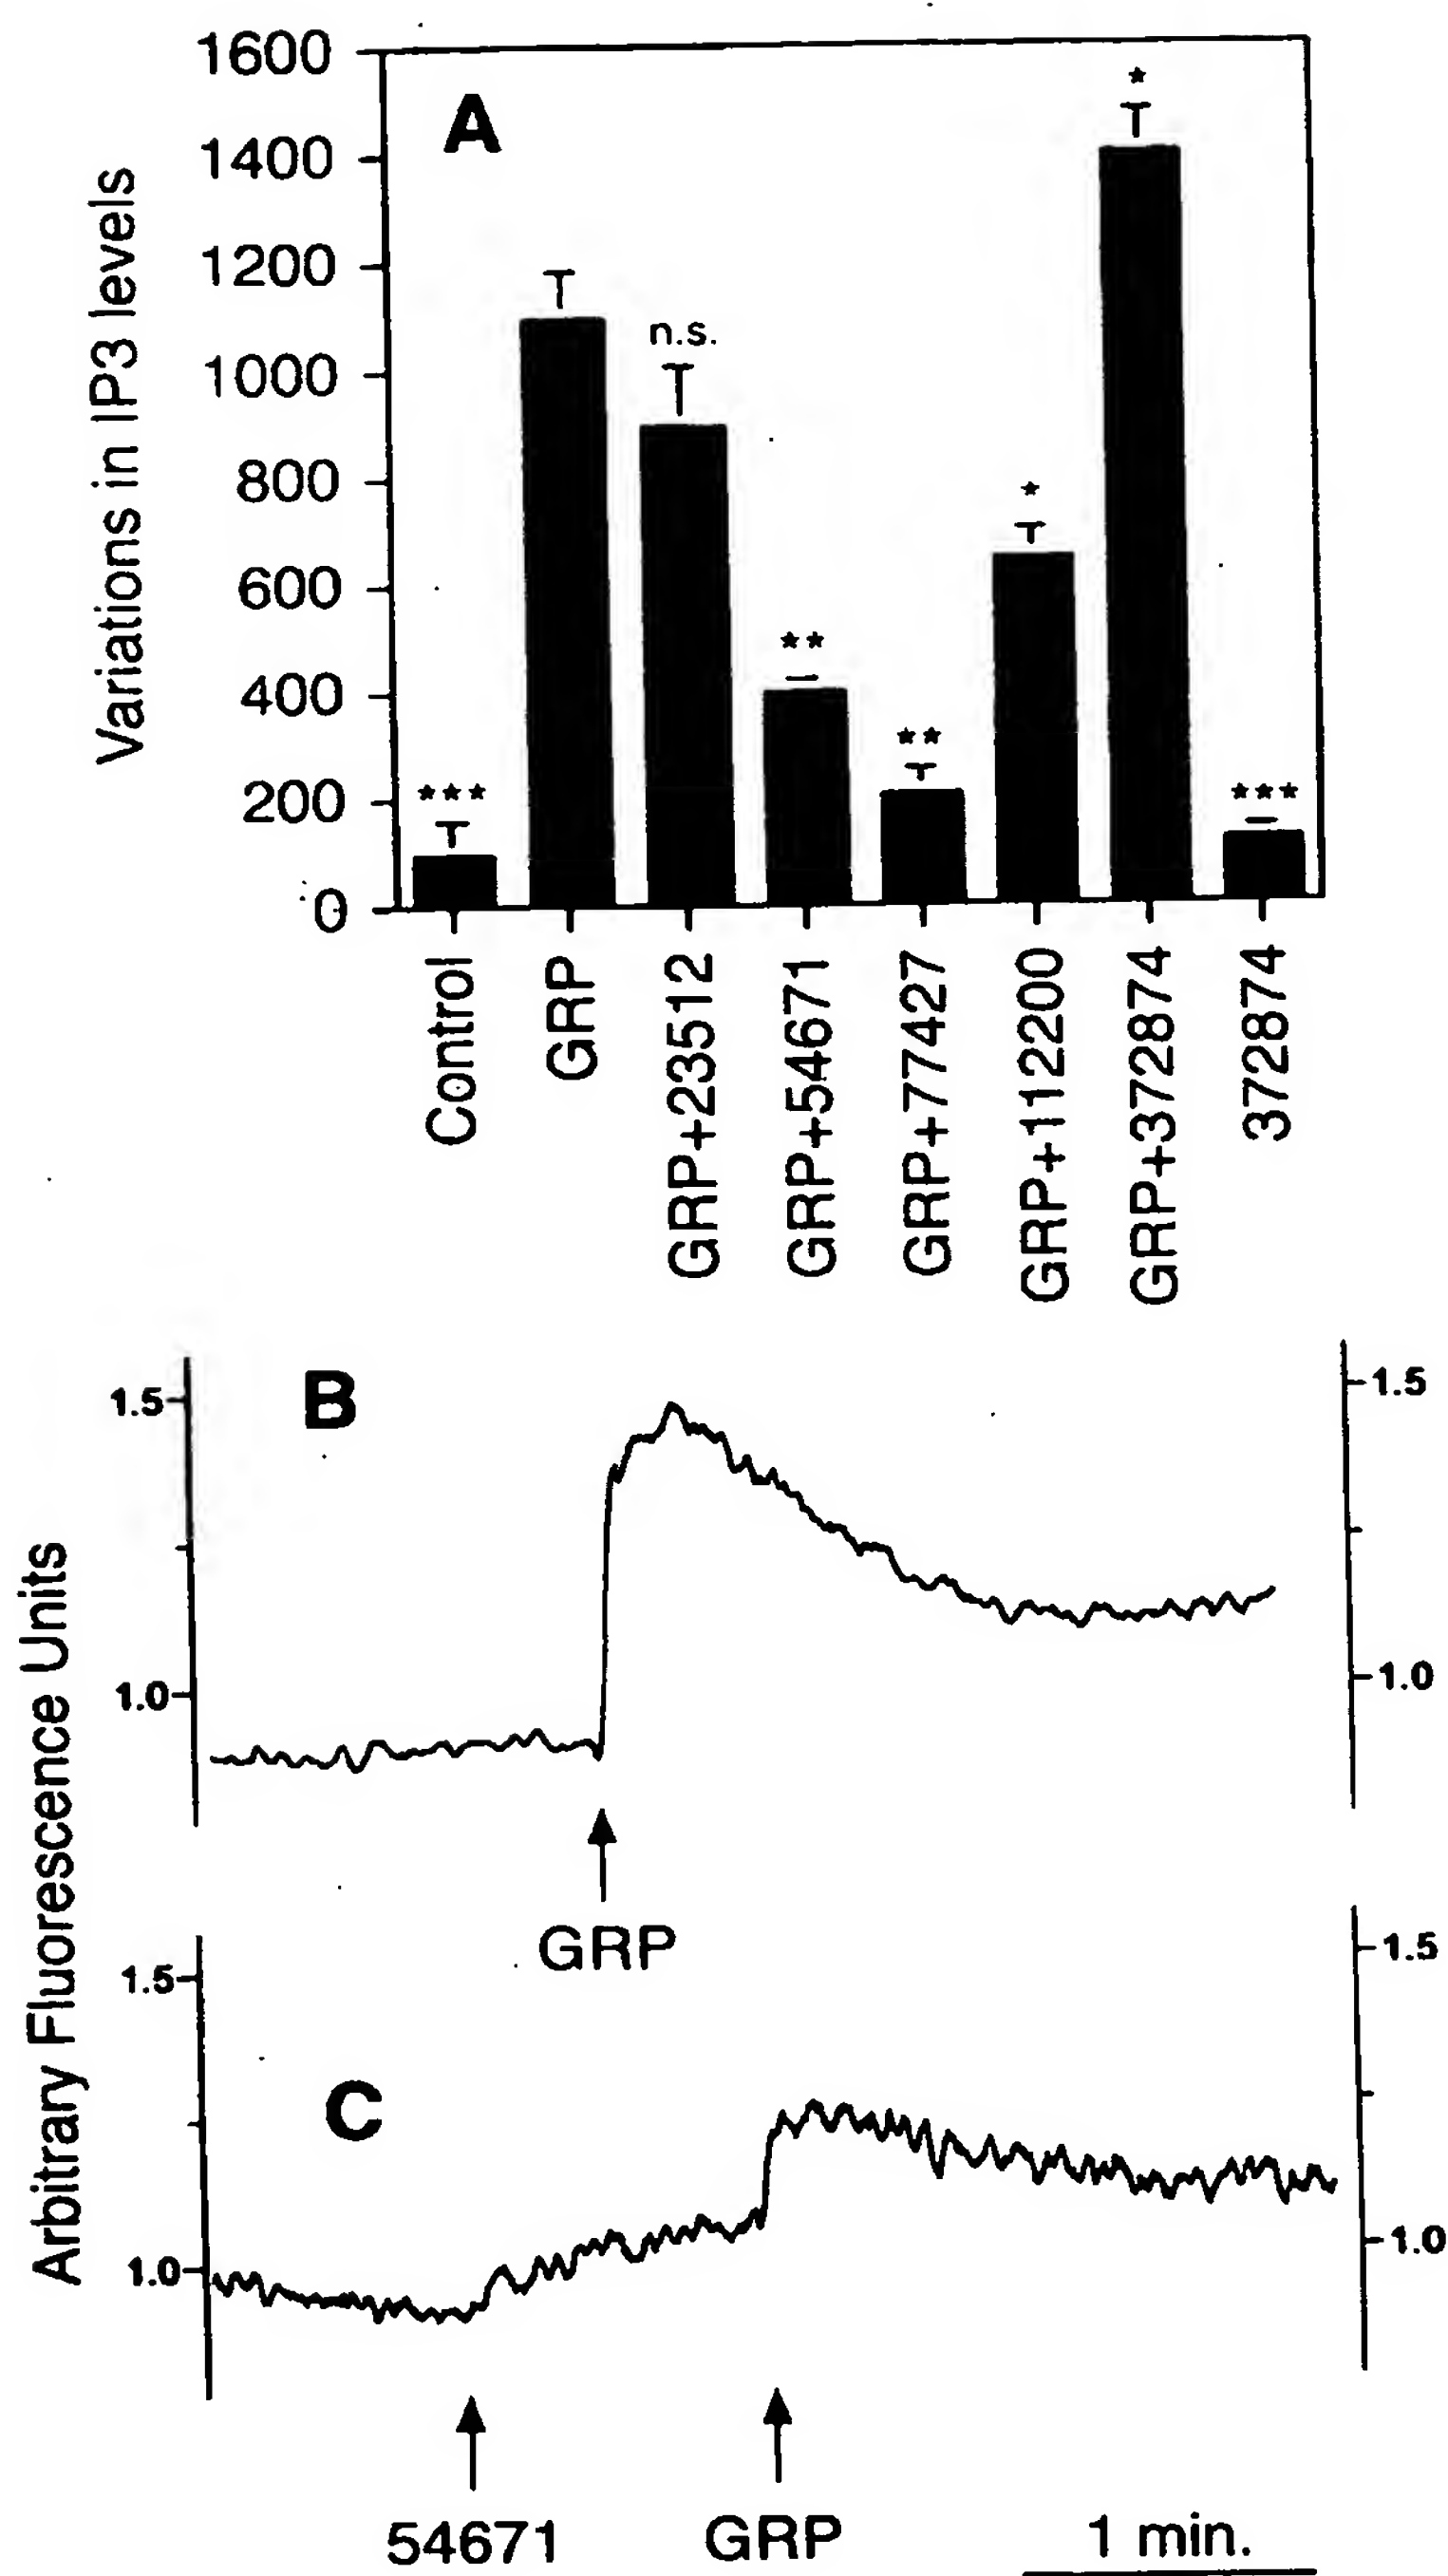 A
Variations in IP3 levels
1600
1400
1200
1000
800
600
400
200
0
***
n.s.
**
**
*
*
***
Control
GRP
GRP+23512
GRP+54671
GRP+77427
GRP+112200
GRP+372874
372874
Arbitrary Fluorescence Units
B
1.5
1.0
1.5
1.0
GRP
C
1.5
1.0
1.5
1.0
54671
GRP
1 min.